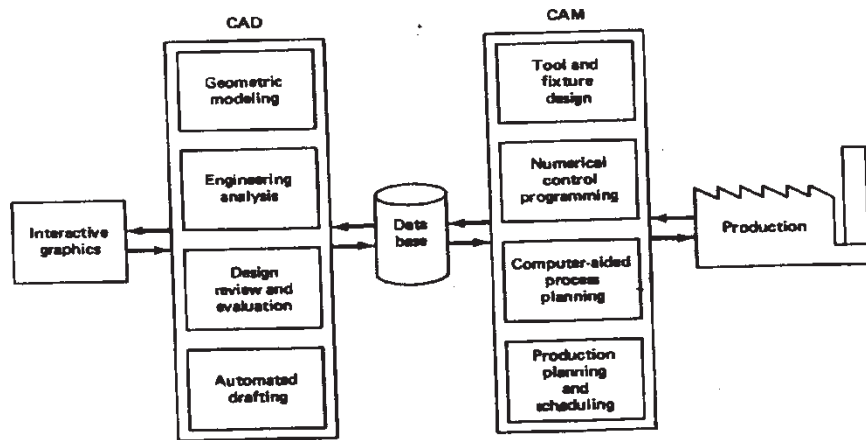 CAD
CAM
Geometric
modeling
Engineering
analysis
Design
review and
evaluation
Automated
drafting
Interactive
graphics
Data
base
Tool and
fixture
design
Numerical
control
programming
Computer-aided
process
planning
Production
planning
and
scheduling
Production